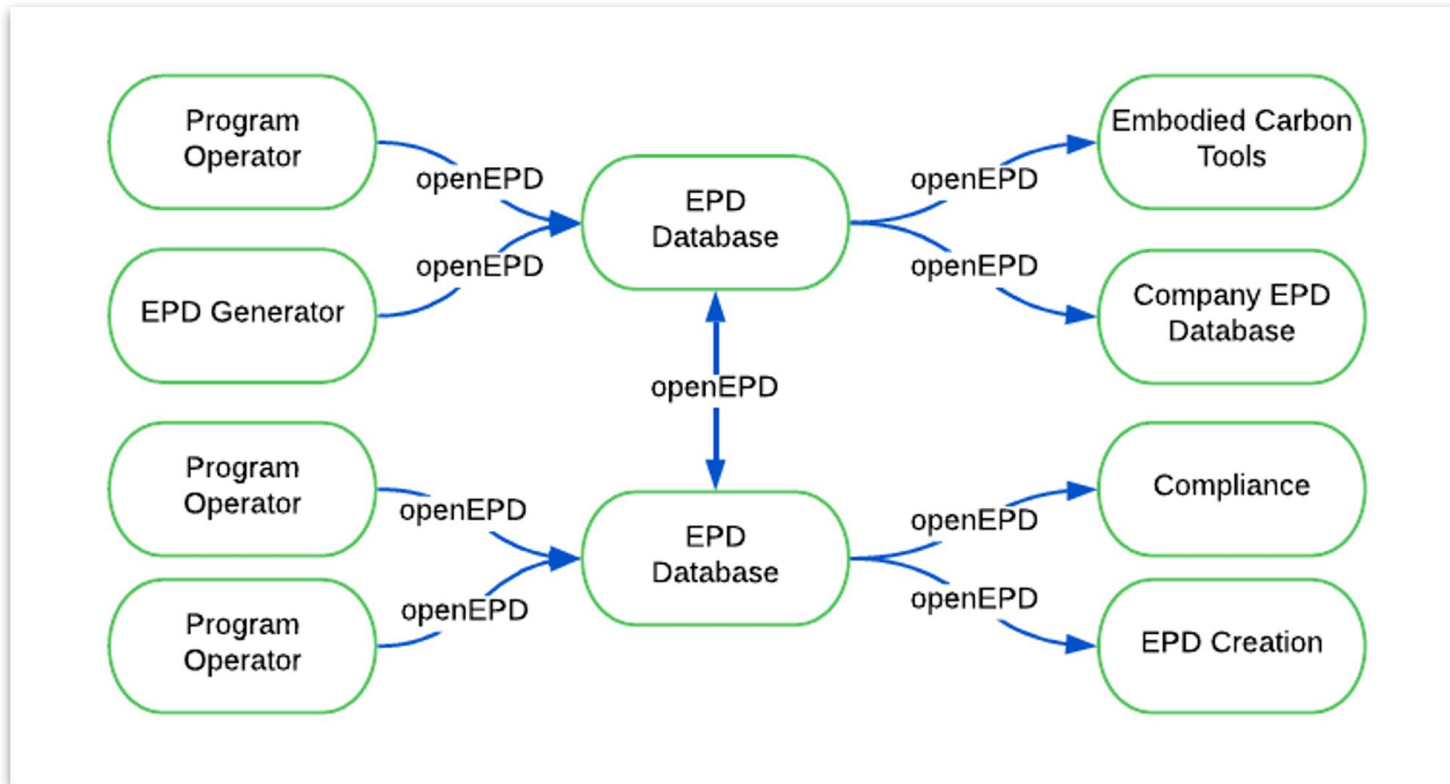 Program
Operator
openEPD
EPD Generator
openEPD
EPD
Database
openEPD
Embodied Carbon
Tools
openEPD
Company EPD
Database
openEPD
Program
Operator
openEPD
Program
Operator
openEPD
EPD
Database
openEPD
Compliance
openEPD
EPD Creation